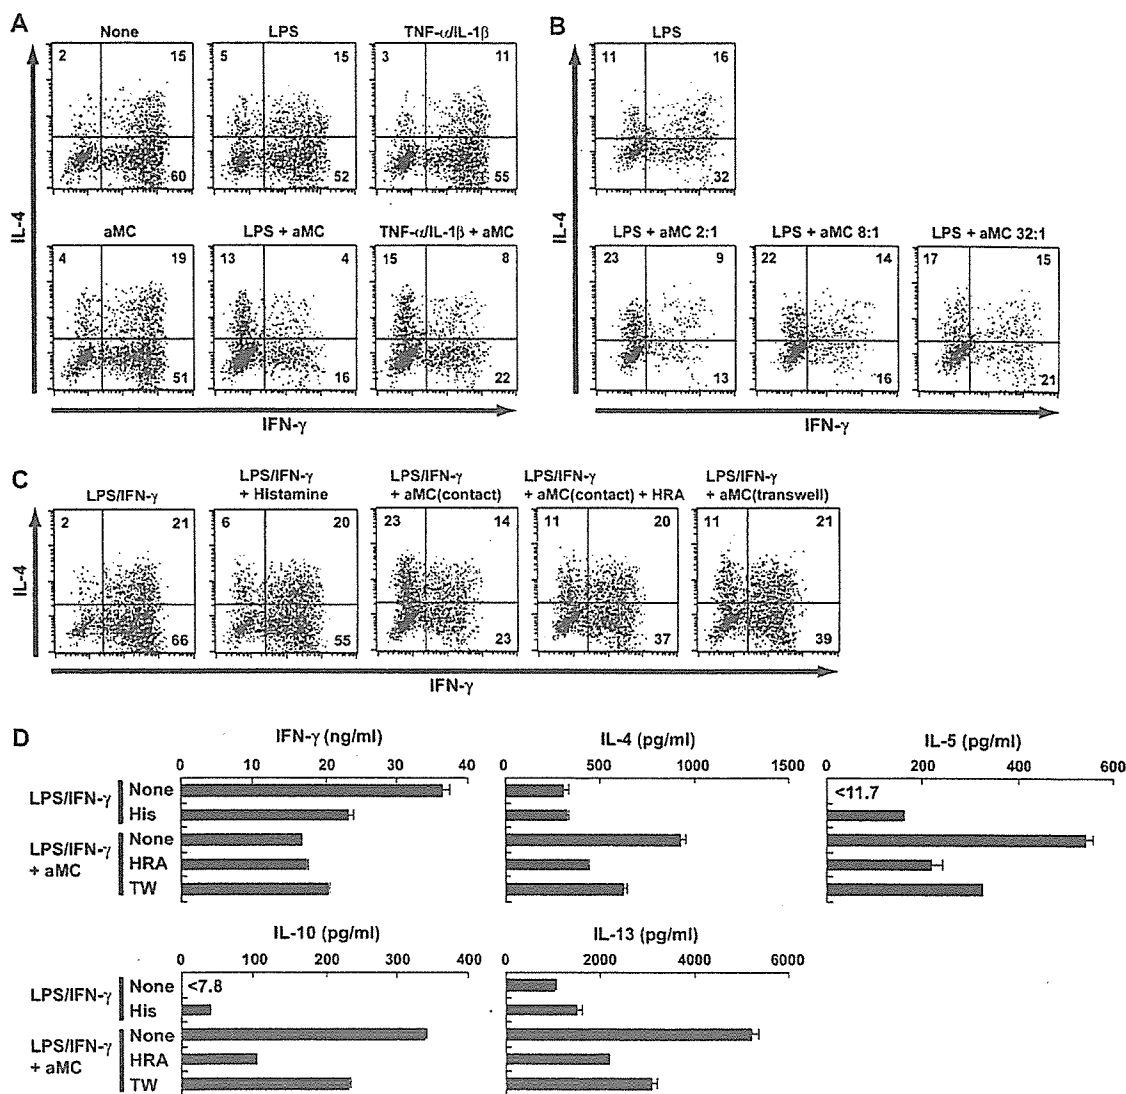 A
B
None
LPS
TNF-α/IL-1β
LPS
2 15
60
5 15
52
3 11
55
11 16
32
IL-4
IL-4
aMC
LPS + aMC
TNF-α/IL-1β + aMC
LPS + aMC 2:1
LPS + aMC 8:1
LPS + aMC 32:1
4 19
51
13 4
16
15 8
22
23 9
13
22 14
16
17 15
21
IFN-γ
IFN-γ
C
LPS/IFN-γ
LPS/IFN-γ
+ Histamine
LPS/IFN-γ
+ aMC(contact)
LPS/IFN-γ
+ aMC(contact) + HRA
LPS/IFN-γ
+ aMC(transwell)
IL-4
2 21
66
6 20
55
23 14
23
11 20
37
11 21
39
IFN-γ
D
IFN-γ (ng/ml)
0 10 20 30 40
LPS/IFN-γ
None
His
LPS/IFN-γ
+ aMC
None
HRA
TW
IL-4 (pg/ml)
0 500 1000 1500
IL-5 (pg/ml)
0 200 400 600
<11.7
IL-10 (pg/ml)
0 100 200 300 400
LPS/IFN-γ
None
<7.8
His
LPS/IFN-γ
+ aMC
None
HRA
TW
IL-13 (pg/ml)
0 2000 4000 6000